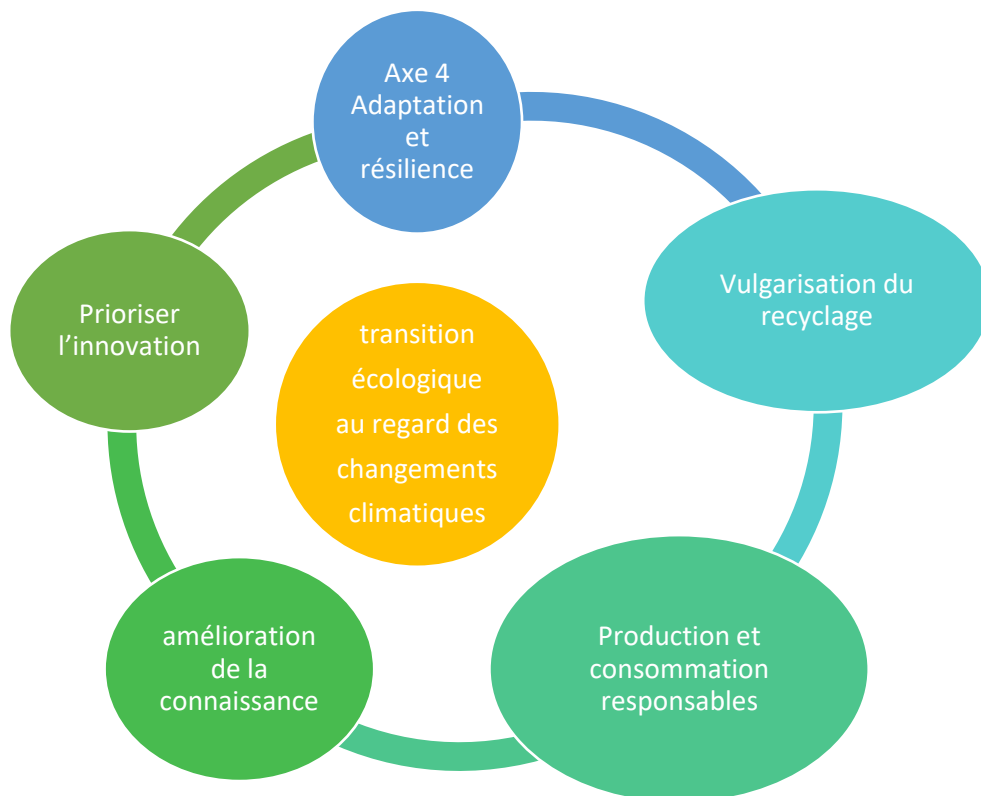 Axe 4
Adaptation
et
résilience
Vulgarisation du
recyclage
Prioriser
l’innovation
transition
écologique
au regard des
changements
climatiques
amélioration
de la
connaissance
Production et
consommation
responsables